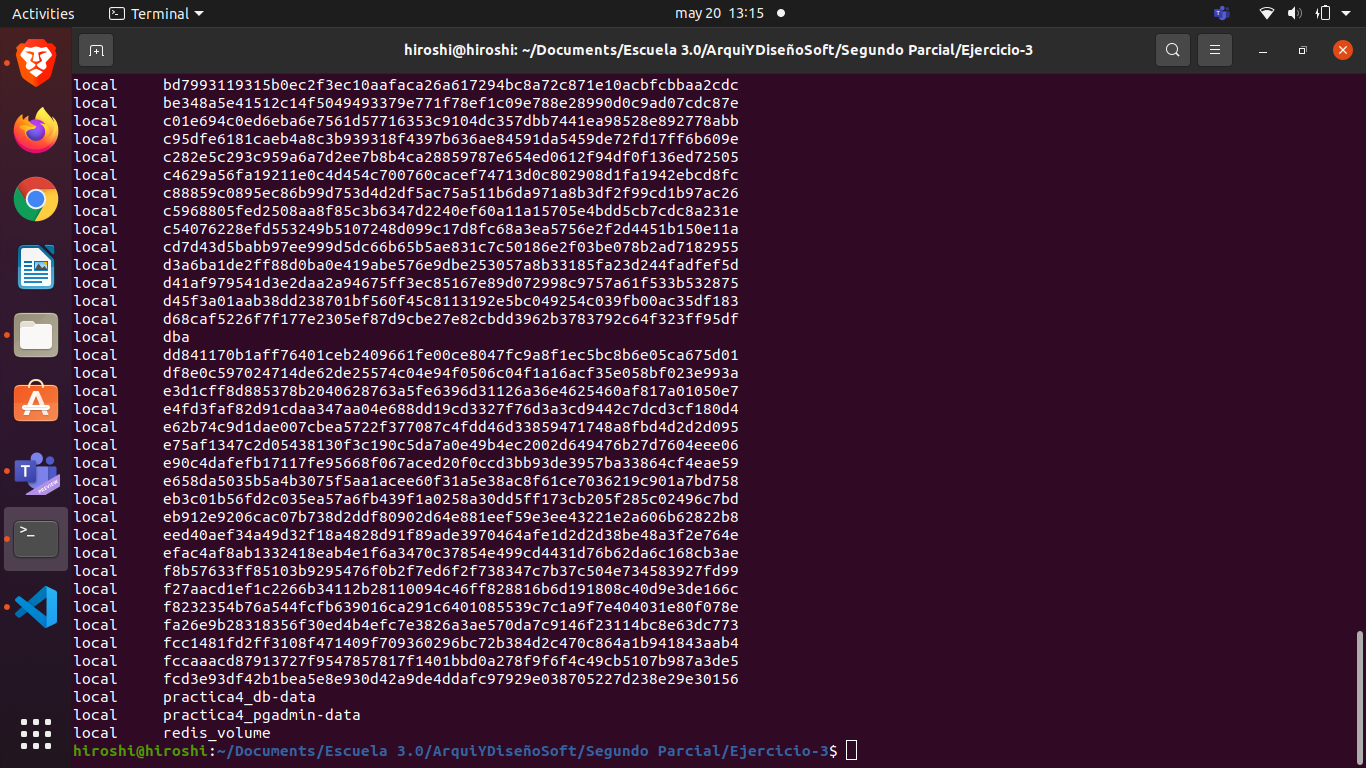 Activities
Terminal
may 20 13:15
hiroshi@hiroshi: ~/Documents/Escuela 3.0/ArquiYDiseñoSoft/Segundo Parcial/Ejercicio-3
local bd7993119315b0ec2f3ec10aafaca26a617294bc8a72c871e10acbfcbbaa2cdc
local be348a5e41512c14f5049493379e771f78ef1c09e788e28990d0c9ad07cdc87e
local c01e694c0ed6eba6e7561d57716353c9104dc357dbb7441ea98528e892778abb
local c95dfe6181caeb4a8c3b939318f4397b636ae84591da5459de72fd17ff6b609e
local c282e5c293c959a6a7d2ee7b8b4ca28859787e654ed0612f94df0f136ed72505
local c4629a56fa19211e0c4d454c700760cacef74713d0c802908d1fa1942ebcd8fc
local c88859c0895ec86b99d753d4d2df5ac75a511b6da971a8b3df2f99cd1b97ac26
local c5968805fed2508aa8f85c3b6347d2240ef60a11a15705e4bdd5cb7cdc8a231e
local c54076228efd553249b5107248d099c17d8fc68a3ea5756e2f2d4451b150e11a
local cd7d43d5babb97ee999d5dc66b65b5ae831c7c50186e2f03be078b2ad7182955
local d3a6ba1de2ff88d0ba0e419abe576e9dbe253057a8b33185fa23d244fadfef5d
local d41af979541d3e2daa2a94675ff3ec85167e89d072998c9757a61f533b532875
local d45f3a01aab38dd238701bf560f45c8113192e5bc049254c039fb00ac35df183
local d68caf5226f7f177e2305ef87d9cbe27e82cbdd3962b3783792c64f323ff95df
local dba
local dd841170b1aff76401ceb2409661fe00ce8047fc9a8f1ec5bc8b6e05ca675d01
local df8e0c597024714de62de25574c04e94f0506c04f1a16acf35e058bf023e993a
local e3d1cff8d885378b2040628763a5fe6396d31126a36e4625460af817a01050e7
local e4fd3faf82d91cdaa347aa04e688dd19cd3327f76d3a3cd9442c7dcd3cf180d4
local e62b74c9d1dae007cbea5722f377087c4fdd46d33859471748a8fbd4d2d2d095
local e75af1347c2d05438130f3c190c5da7a0e49b4ec2002d649476b27d7604eee06
local e90c4dafefb17117fe95668f067aced20f0ccd3bb93de3957ba33864cf4eae59
local e658da5035b5a4b3075f5aa1acee60f31a5e38ac8f61ce7036219c901a7bd758
local eb3c01b56fd2c035ea57a6fb439f1a0258a30dd5ff173cb205f285c02496c7bd
local eb912e9206cac07b738d2ddf80902d64e881eef59e3ee43221e2a606b62822b8
local eed40aef34a49d32f18a4828d91f89ade3970464afe1d2d2d38be48a3f2e764e
local efac4af8ab1332418eab4e1f6a3470c37854e499cd4431d76b62da6c168cb3ae
local f8b57633ff85103b9295476f0b2f7ed6f2f738347c7b37c504e734583927fd99
local f27aacd1ef1c2266b34112b28110094c46ff828816b6d191808c40d9e3de166c
local f8232354b76a544fcfb639016ca291c6401085539c7c1a9f7e404031e80f078e
local fa26e9b28318356f30ed4b4efc7e3826a3ae570da7c9146f23114bc8e63dc773
local fcc1481fd2ff3108f471409f709360296bc72b384d2c470c864a1b941843aab4
local fccaaacd87913727f9547857817f1401bbd0a278f9f6f4c49cb5107b987a3de5
local fcd3e93df42b1bea5e8e930d42a9de4ddafc97929e038705227d238e29e30156
local practica4_db-data
local practica4_pgadmin-data
local redis_volume
hiroshi@hiroshi:~/Documents/Escuela 3.0/ArquiYDiseñoSoft/Segundo Parcial/Ejercicio-3$